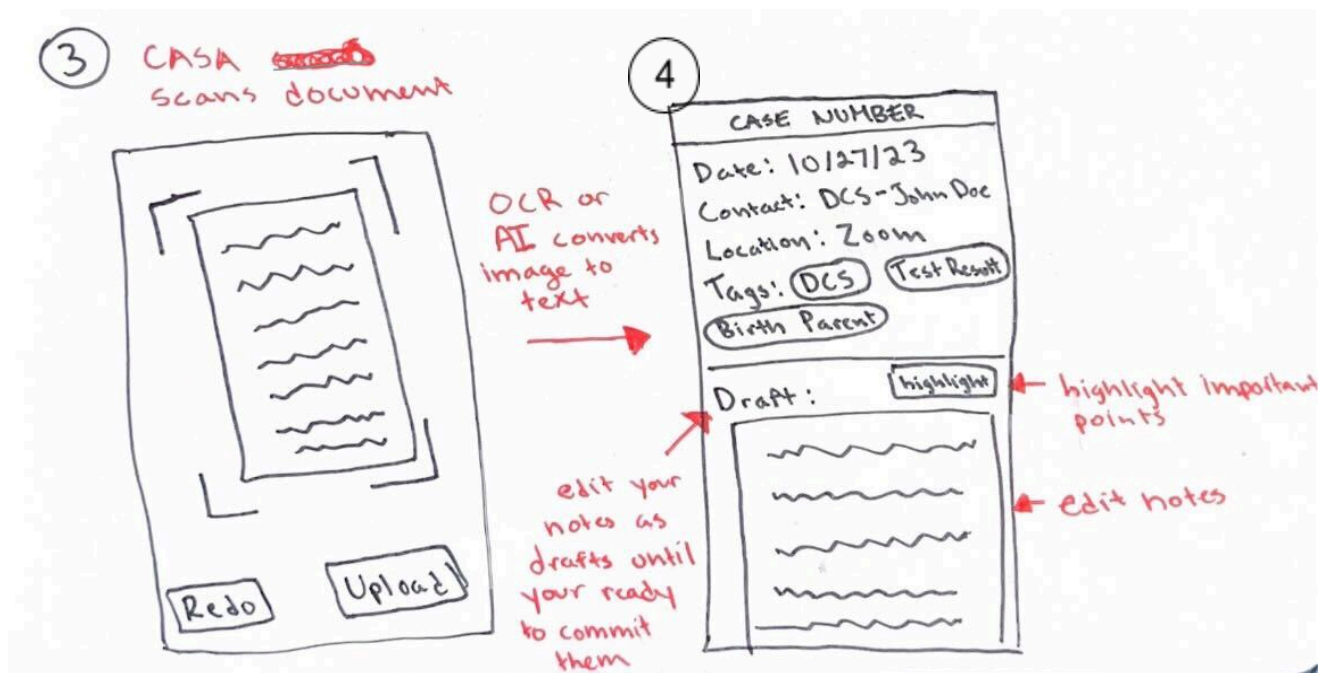 3
CASA
scans document
Redo
Upload
OCR or
AI converts
image to
text
4
CASE NUMBER
Date: 10/27/23
Contact: DCS-John Doe
Location: Zoom
Tags: DCS Test Result
Birth Parent
Draft: highlight
highlight important
points
edit notes
edit your
notes as
drafts until
your ready
to commit
them